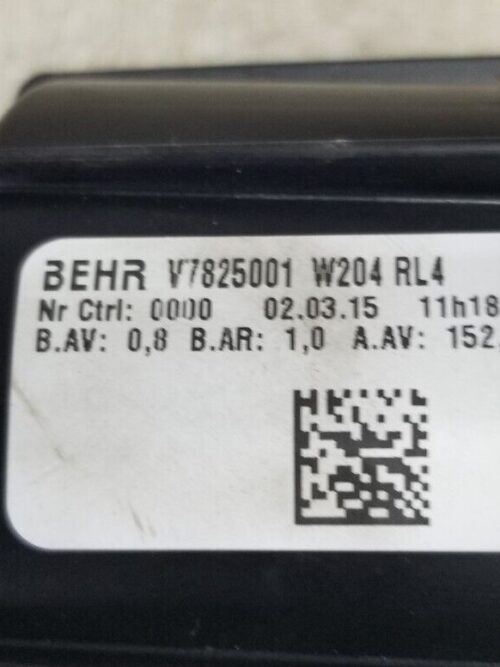 BEHR V7825001 W204 RL4
Nr Ctrl: 0000 02.03.15 11h18
B.AV: 0,8 B.AR: 1,0 A.AV: 152,